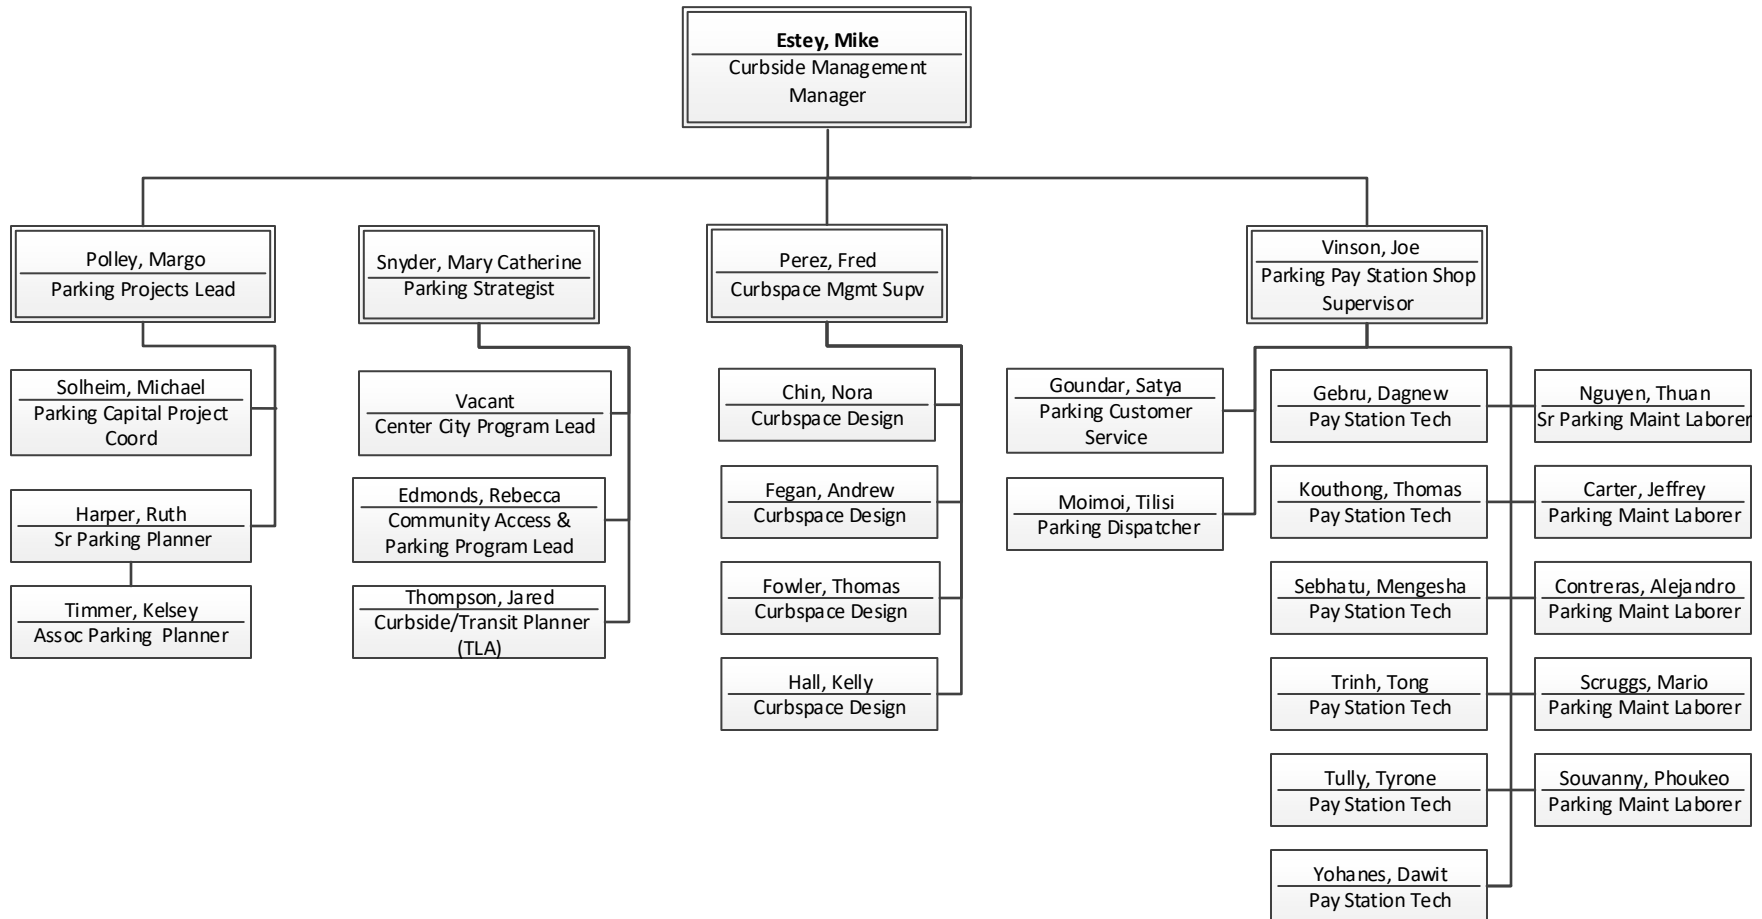 Estey, Mike
Curbside Management
Manager
Polley, Margo
Parking Projects Lead
Snyder, Mary Catherine
Parking Strategist
Perez, Fred
Curbspace Mgmt Supv
Vinson, Joe
Parking Pay Station Shop
Supervisor
Solheim, Michael
Parking Capital Project
Coord
Harper, Ruth
Sr Parking Planner
Timmer, Kelsey
Assoc Parking Planner
Vacant
Center City Program Lead
Edmonds, Rebecca
Community Access &
Parking Program Lead
Thompson, Jared
Curbside/Transit Planner
(TLA)
Chin, Nora
Curbspace Design
Fegan, Andrew
Curbspace Design
Fowler, Thomas
Curbspace Design
Hall, Kelly
Curbspace Design
Goundar, Satya
Parking Customer
Service
Moimoi, Tilisi
Parking Dispatcher
Gebru, Dagnew
Pay Station Tech
Kouthong, Thomas
Pay Station Tech
Sebhatu, Mengesha
Pay Station Tech
Trinh, Tong
Pay Station Tech
Tully, Tyrone
Pay Station Tech
Yohanes, Dawit
Pay Station Tech
Nguyen, Thuan
Sr Parking Maint Laborer
Carter, Jeffrey
Parking Maint Laborer
Contreras, Alejandro
Parking Maint Laborer
Scruggs, Mario
Parking Maint Laborer
Souvanny, Phoukeo
Parking Maint Laborer